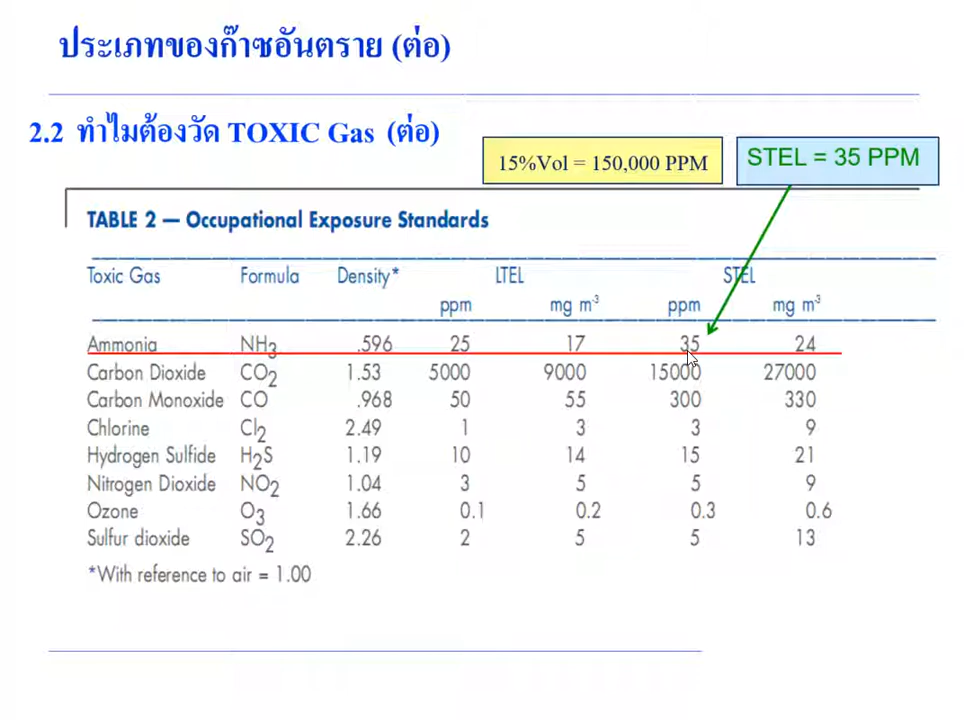 ประเภทของก๊าซอันตราย (ต่อ)
2.2 ทำไมต้องวัด TOXIC Gas (ต่อ)
15%Vol = 150,000 PPM
STEL = 35 PPM
TABLE 2 — Occupational Exposure Standards
Toxic Gas Formula Density* LTEL STEL
ppm mg m⁻³ ppm mg m⁻³
Ammonia NH₃ .596 25 17 35 24
Carbon Dioxide CO₂ 1.53 5000 9000 15000 27000
Carbon Monoxide CO .968 50 55 300 330
Chlorine Cl₂ 2.49 1 3 3 9
Hydrogen Sulfide H₂S 1.19 10 14 15 21
Nitrogen Dioxide NO₂ 1.04 3 5 5 9
Ozone O₃ 1.66 0.1 0.2 0.3 0.6
Sulfur dioxide SO₂ 2.26 2 5 5 13
*With reference to air = 1.00